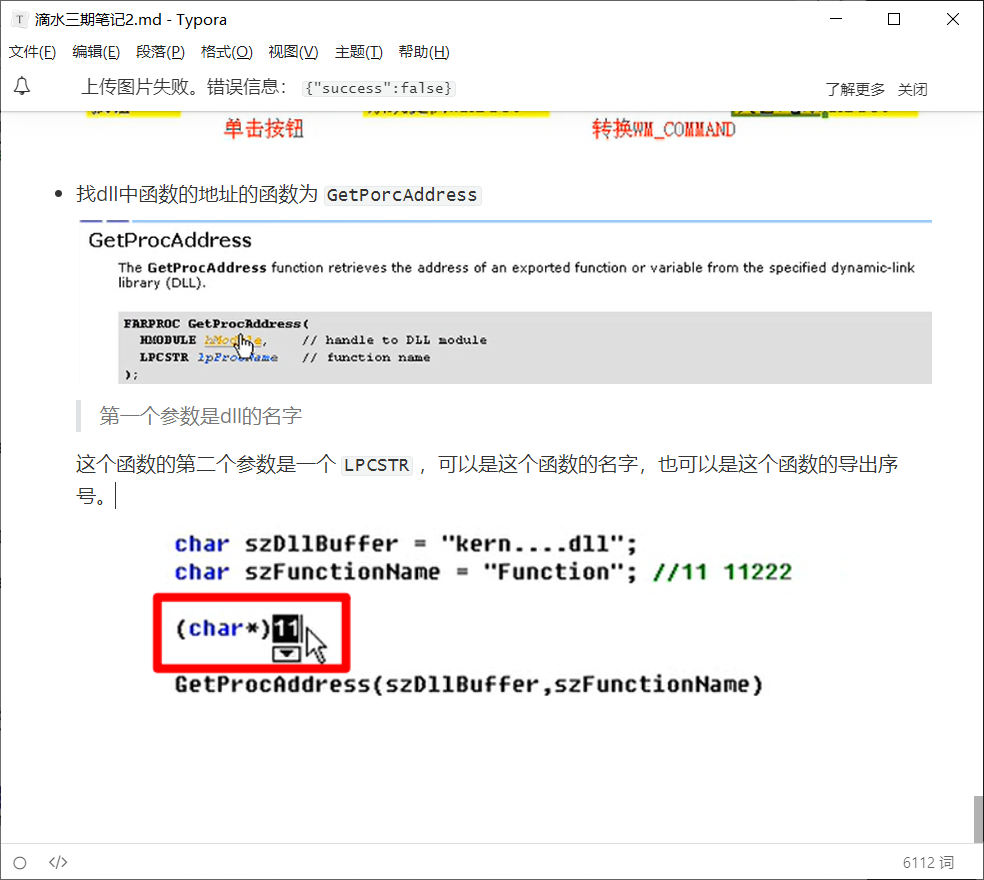 滴水三期笔记2.md - Typora
文件(F) 编辑(E) 段落(P) 格式(O) 视图(V) 主题(T) 帮助(H)
上传图片失败。错误信息： {"success":false} 了解更多 关闭
单击按钮 转换WM_COMMAND
找dll中函数的地址的函数为 GetPorcAddress
GetProcAddress
The GetProcAddress function retrieves the address of an exported function or variable from the specified dynamic-link
library (DLL).
FARPROC GetProcAddress(
HMODULE hModule, // handle to DLL module
LPCSTR lpProcName // function name
);
第一个参数是dll的名字
这个函数的第二个参数是一个 LPCSTR ，可以是这个函数的名字，也可以是这个函数的导出序
号。
char szDllBuffer = "kern....dll";
char szFunctionName = "Function"; //11 11222
(char*)11
GetProcAddress(szDllBuffer,szFunctionName)
6112 词